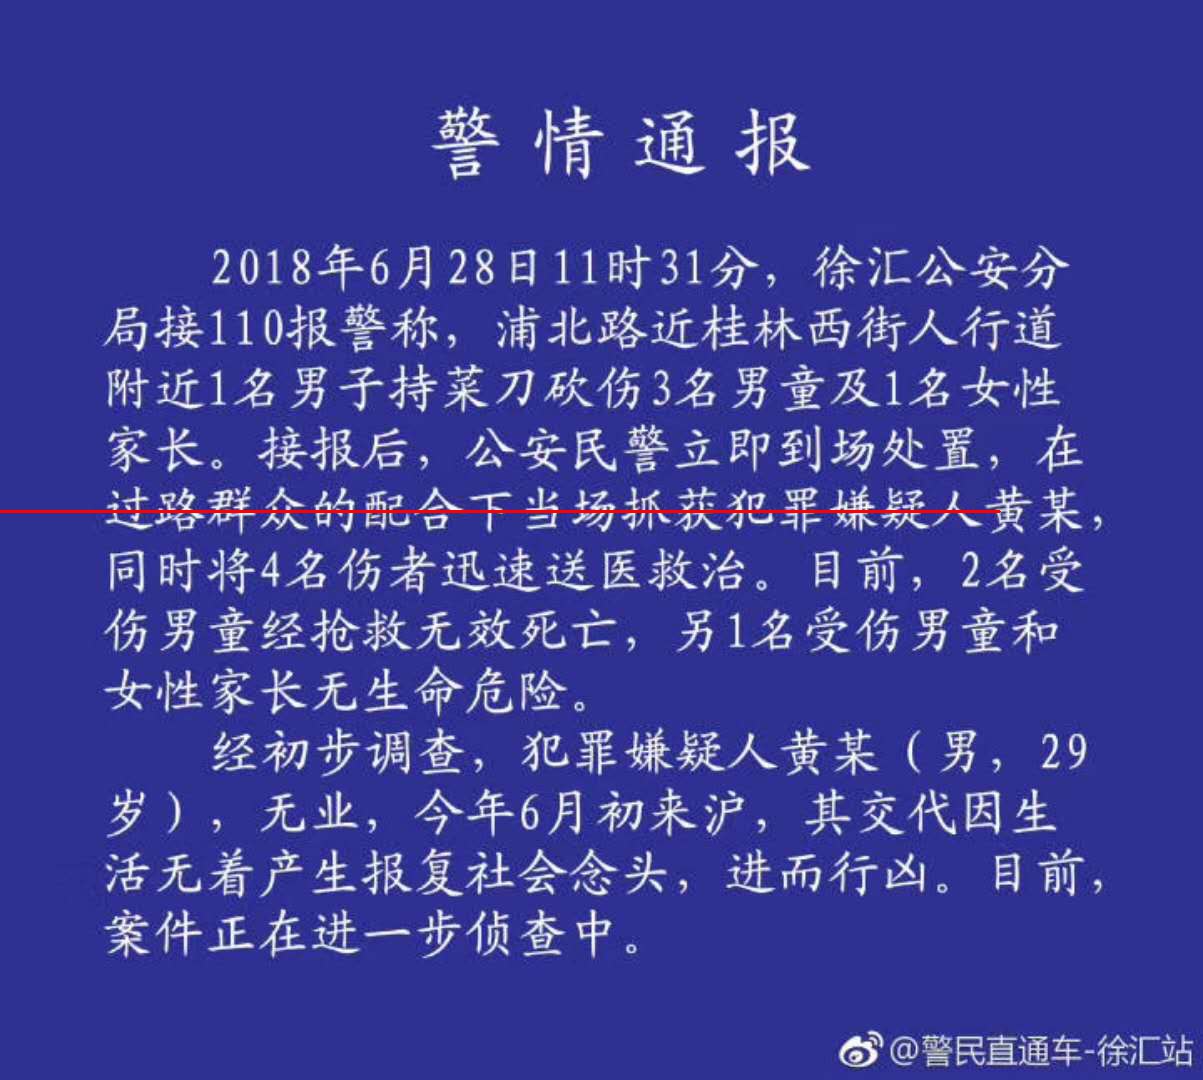 警情通报
2018年6月28日11时31分，徐汇公安分
局接110报警称，浦北路近桂林西街人行道
附近1名男子持菜刀砍伤3名男童及1名女性
家长。接报后，公安民警立即到场处置，在
过路群众的配合下当场抓获犯罪嫌疑人黄某，
同时将4名伤者迅速送医救治。目前，2名受
伤男童经抢救无效死亡，另1名受伤男童和
女性家长无生命危险。
经初步调查，犯罪嫌疑人黄某（男，29
岁），无业，今年6月初来沪，其交代因生
活无着产生报复社会念头，进而行凶。目前，
案件正在进一步侦查中。
@警民直通车-徐汇站